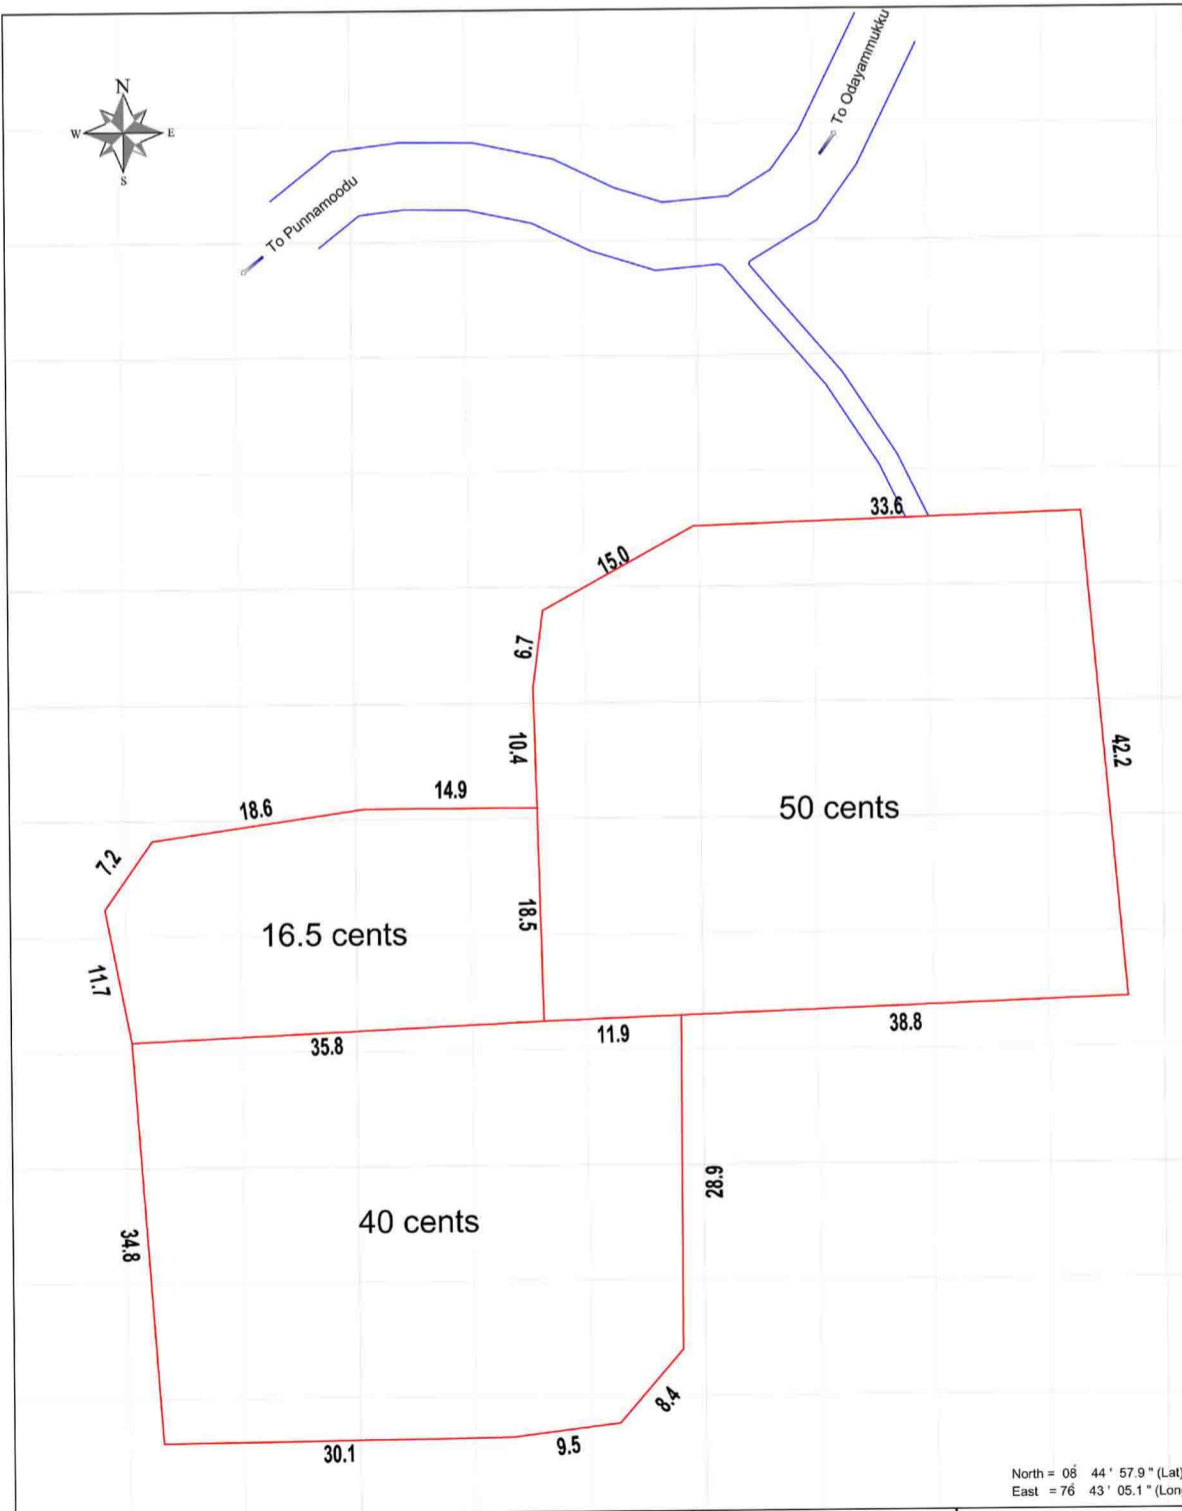 N
W
E
S
To Odayammukku
To Punnamoodu
33.6
15.0
6.7
10.4
42.2
14.9
18.6
50 cents
7.2
18.5
16.5 cents
11.7
38.8
11.9
35.8
28.9
40 cents
34.8
8.4
9.5
30.1
North = 08° 44 ' 57.9 " (Lat)
East = 76° 43 ' 05.1 " (Lon